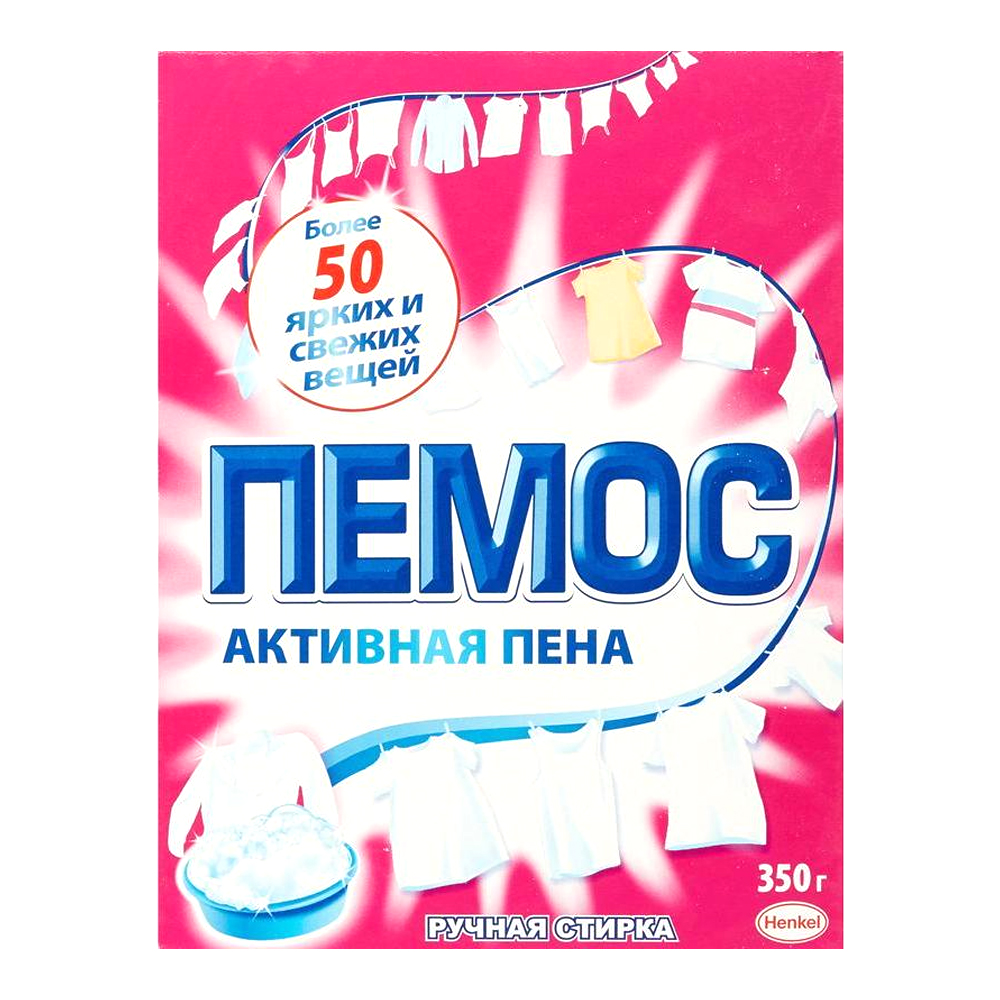 Более
50
ярких и
свежих
вещей
ПЕМОС
АКТИВНАЯ ПЕНА
350 г
Henkel
РУЧНАЯ СТИРКА